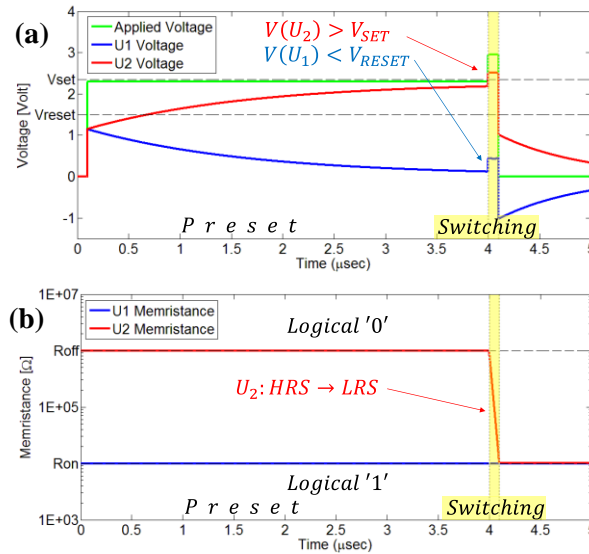 (a)
Applied Voltage
U1 Voltage
U2 Voltage
V(U₂) > V_SET
V(U₁) < V_RESET
Voltage [Volt]
4
3
Vset
2
Vreset
1
0
-1
P r e s e t
Switching
0
0.5
1
1.5
2
2.5
3
3.5
4
4.5
5
Time (μsec)
(b)
U1 Memristance
U2 Memristance
Logical '0'
Memristance [Ω]
1E+07
Roff
1E+05
Ron
1E+03
U₂: HRS → LRS
Logical '1'
P r e s e t
Switching
0
0.5
1
1.5
2
2.5
3
3.5
4
4.5
5
Time (μsec)